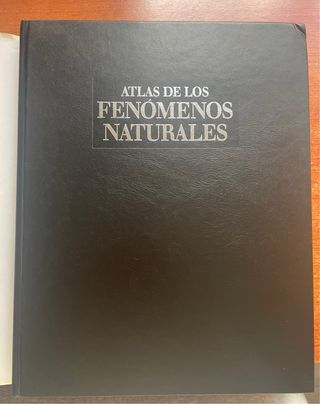 ATLAS DE LOS
FENÓMENOS
NATURALES